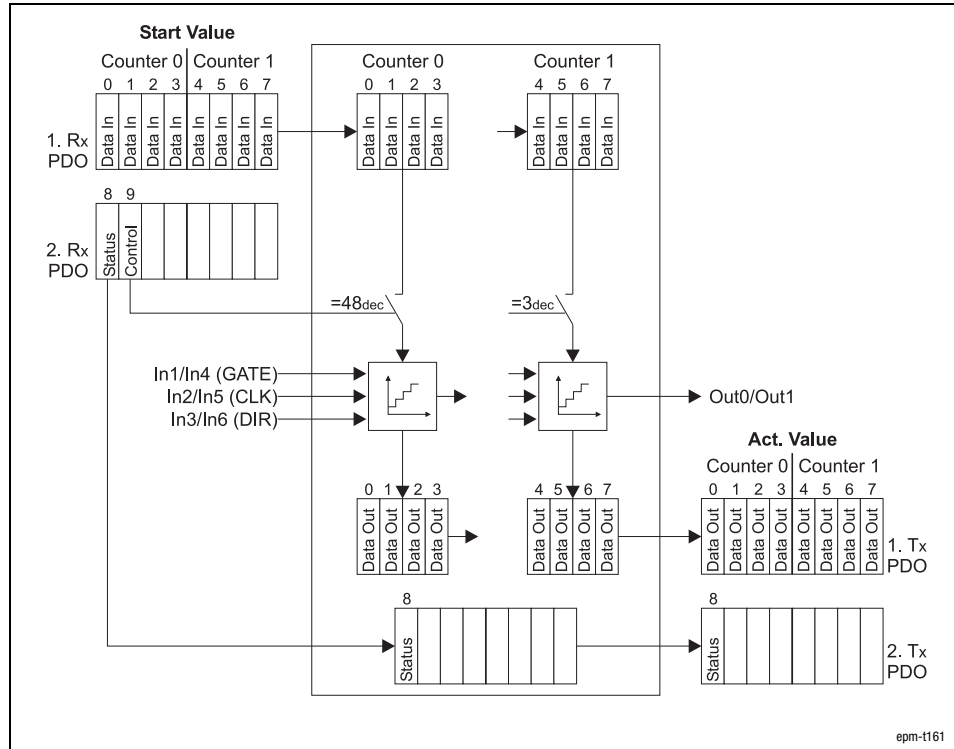 Start Value
Counter 0 Counter 1
0 1 2 3 4 5 6 7
Data In Data In Data In Data In Data In Data In Data In Data In
1. Rx
PDO
8 9
Status Control
2. Rx
PDO
Counter 0
0 1 2 3
Data In Data In Data In Data In
Counter 1
4 5 6 7
Data In Data In Data In Data In
=48dec
=3dec
In1/In4 (GATE)
In2/In5 (CLK)
In3/In6 (DIR)
Out0/Out1
0 1 2 3
Data Out Data Out Data Out Data Out
4 5 6 7
Data Out Data Out Data Out Data Out
Act. Value
Counter 0 Counter 1
0 1 2 3 4 5 6 7
Data Out Data Out Data Out Data Out Data Out Data Out Data Out Data Out
1. Tx
PDO
8
Status
8
Status
2. Tx
PDO
epm-t161